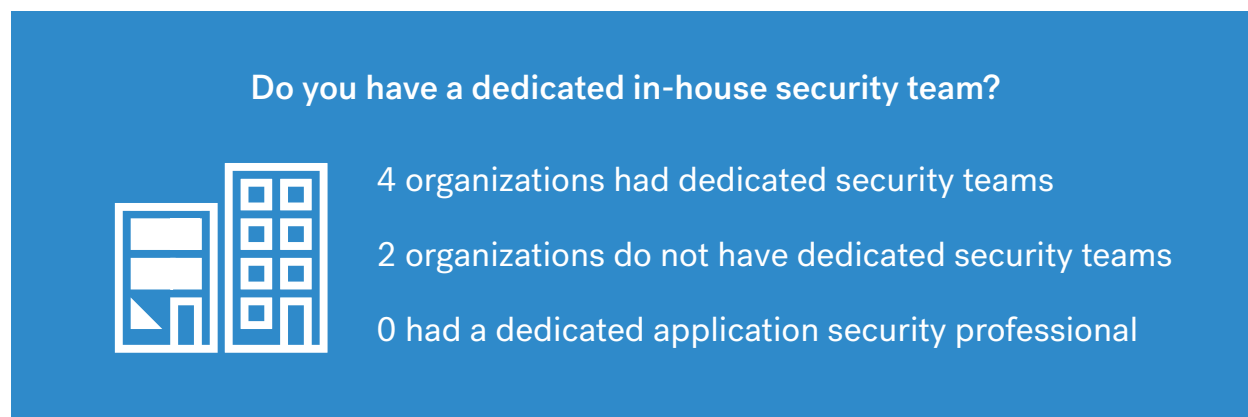 Do you have a dedicated in-house security team?
4 organizations had dedicated security teams
2 organizations do not have dedicated security teams
0 had a dedicated application security professional